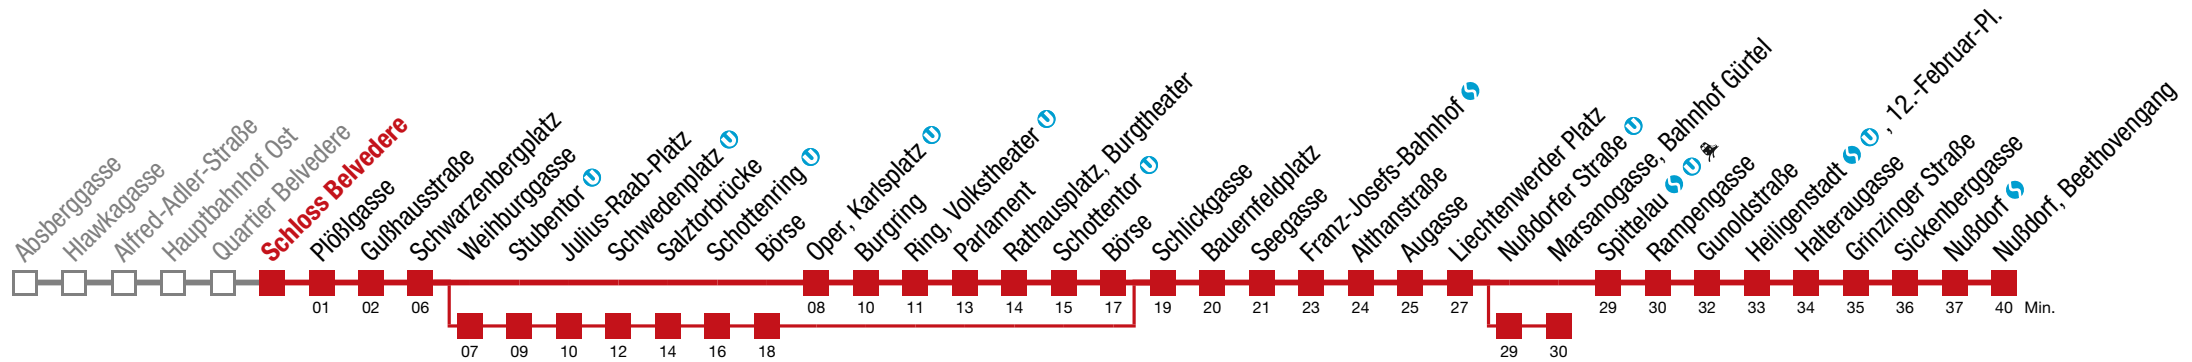 Absberggasse
Hlawkagasse
Alfred-Adler-Straße
Hauptbahnhof Ost
Quartier Belvedere
Schloss Belvedere
Plößlgasse
Gußhausstraße
Schwarzenbergplatz
Weihburggasse
Stubentor U
Julius-Raab-Platz
Schwedenplatz U
Salztorbrücke
Schottenring U
Börse
Oper, Karlsplatz U
Burgring
Ring, Volkstheater U
Parlament
Rathausplatz, Burgtheater
Schottentor U
Börse
Schlickgasse
Bauernfeldplatz
Seegasse
Franz-Josefs-Bahnhof S
Althanstraße
Augasse
Liechtenwerder Platz
Nußdorfer Straße U
Marsanogasse, Bahnhof Gürtel
Spittelau S U
Rampengasse
Gunoldstraße
Heiligenstadt S U , 12.-Februar-Pl.
Halteraugasse
Grinzinger Straße
Sickenberggasse
Nußdorf S
Nußdorf, Beethovengang
01 02 06 08 10 11 13 14 15 17 19 20 21 23 24 25 27 29 30 32 33 34 35 36 37 40 Min.
07 09 10 12 14 16 18 29 30